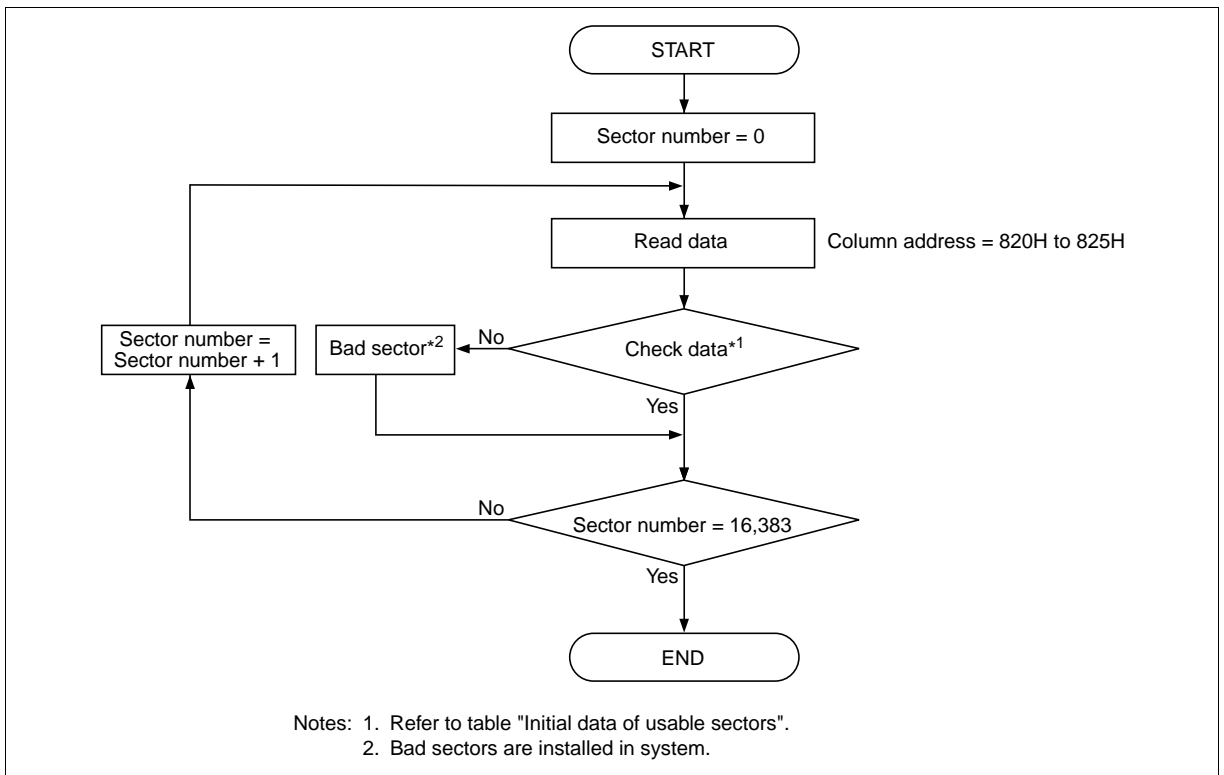 START
Sector number = 0
Read data
Column address = 820H to 825H
Sector number =
Sector number + 1
Bad sector*2
No
Check data*1
Yes
No
Sector number = 16,383
Yes
END
Notes: 1. Refer to table "Initial data of usable sectors".
2. Bad sectors are installed in system.